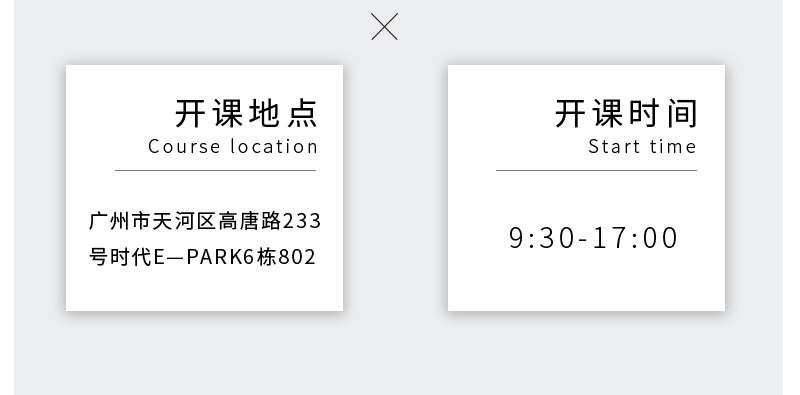 开课地点
Course location
广州市天河区高唐路233
号时代E—PARK6栋802
开课时间
Start time
9:30-17:00